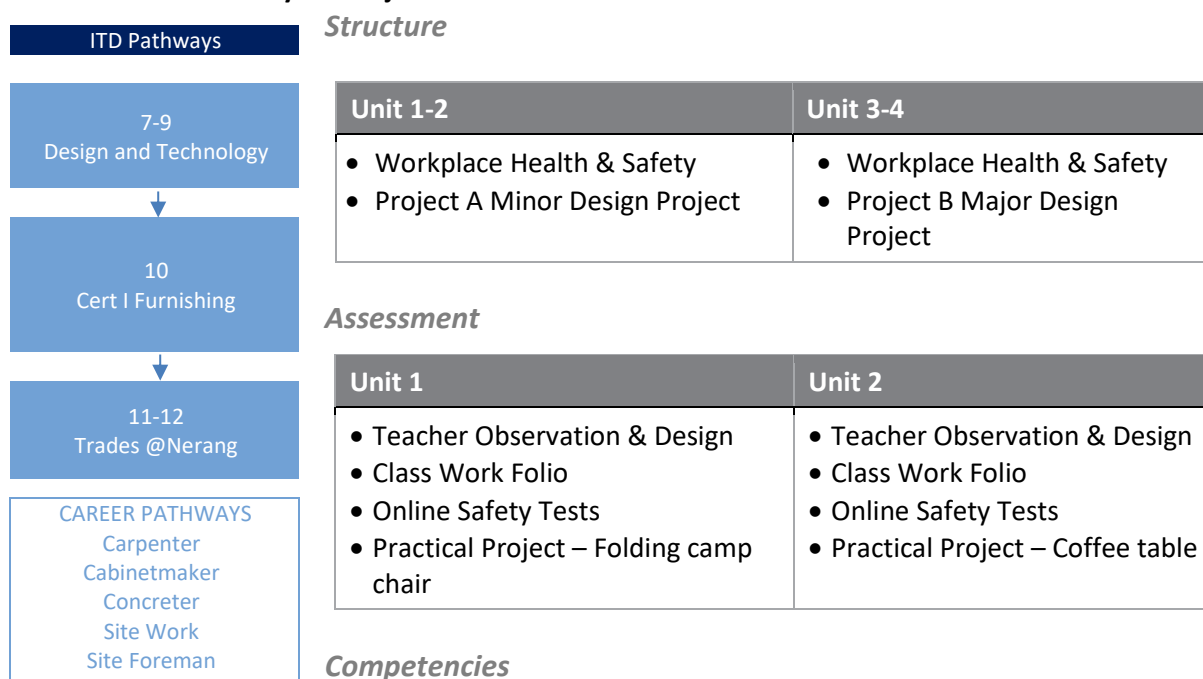 ITD Pathways
7-9
Design and Technology
10
Cert I Furnishing
11-12
Trades @Nerang
CAREER PATHWAYS
Carpenter
Cabinetmaker
Concreter
Site Work
Site Foreman
Structure
Unit 1-2
Unit 3-4
• Workplace Health & Safety
• Project A Minor Design Project
• Workplace Health & Safety
• Project B Major Design
Project
Assessment
Unit 1
Unit 2
• Teacher Observation & Design
• Class Work Folio
• Online Safety Tests
• Practical Project – Folding camp
chair
• Teacher Observation & Design
• Class Work Folio
• Online Safety Tests
• Practical Project – Coffee table
Competencies